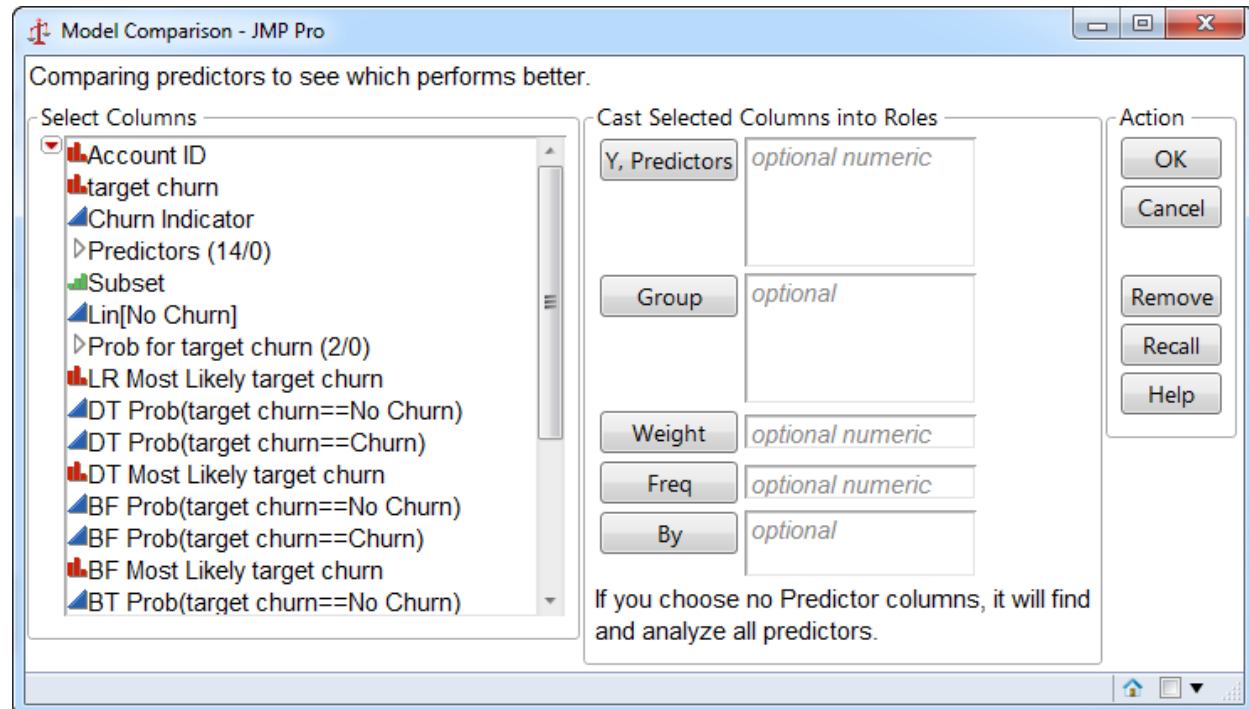 Model Comparison - JMP Pro
Comparing predictors to see which performs better.
Select Columns
Account ID
target churn
Churn Indicator
Predictors (14/0)
Subset
Lin[No Churn]
Prob for target churn (2/0)
LR Most Likely target churn
DT Prob(target churn==No Churn)
DT Prob(target churn==Churn)
DT Most Likely target churn
BF Prob(target churn==No Churn)
BF Prob(target churn==Churn)
BF Most Likely target churn
BT Prob(target churn==No Churn)
Cast Selected Columns into Roles
Y, Predictors
optional numeric
Group
optional
Weight
optional numeric
Freq
optional numeric
By
optional
If you choose no Predictor columns, it will find
and analyze all predictors.
Action
OK
Cancel
Remove
Recall
Help